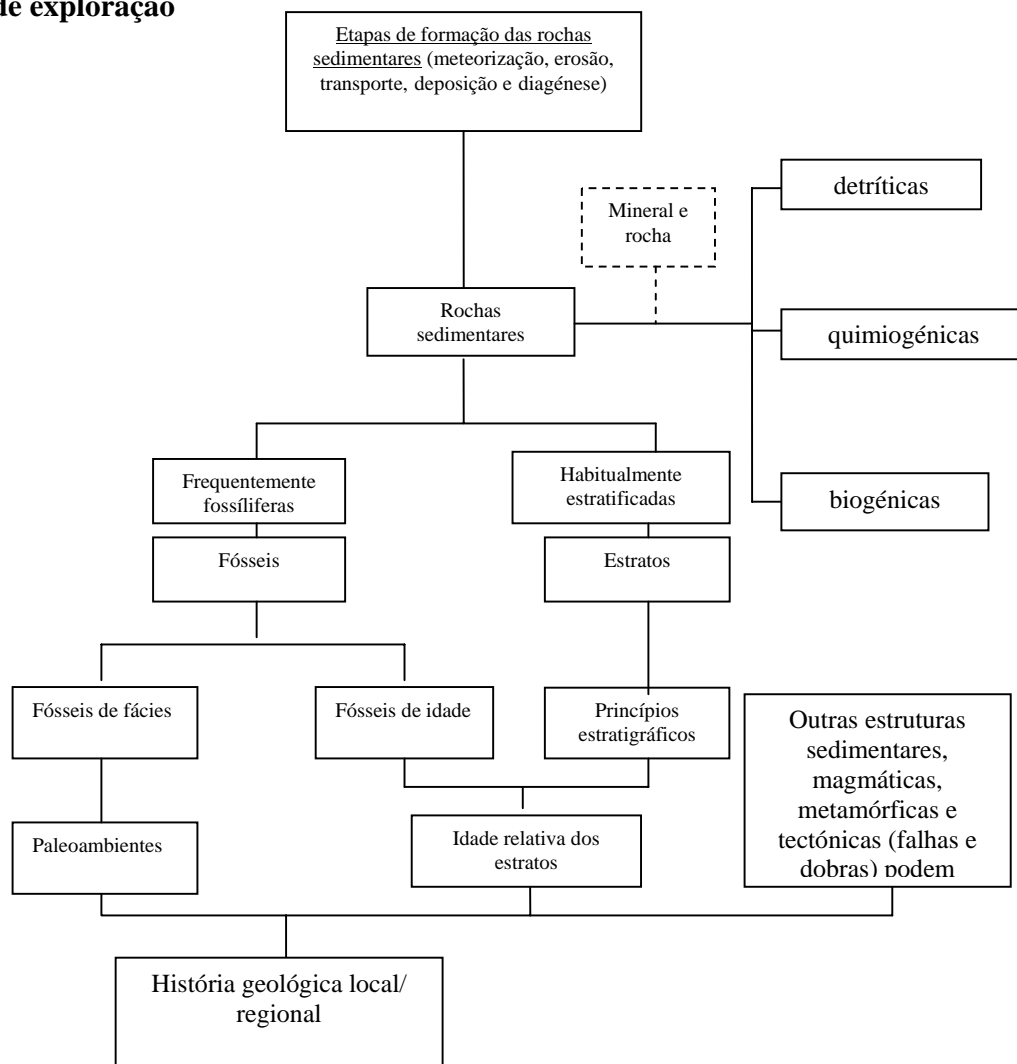 de exploração
Etapas de formação das rochas
sedimentares (meteorização, erosão,
transporte, deposição e diagénese)
detríticas
Mineral e
rocha
Rochas
sedimentares
quimiogénicas
Frequentemente
fossíliferas
Habitualmente
estratificadas
biogénicas
Fósseis
Estratos
Fósseis de fácies
Fósseis de idade
Princípios
estratigráficos
Outras estruturas
sedimentares,
magmáticas,
metamórficas e
tectónicas (falhas e
dobras) podem
Paleoambientes
Idade relativa dos
estratos
História geológica local/
regional